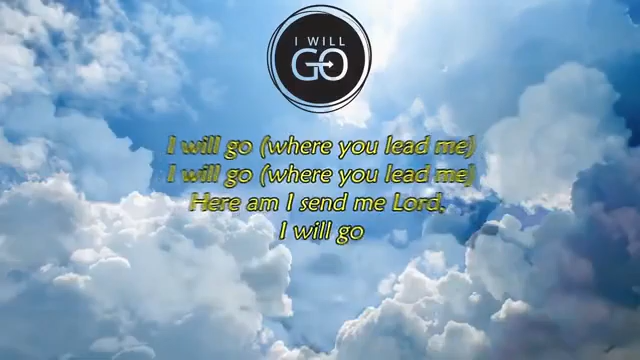 I WILL
GO
I will go (where you lead me)
I will go (where you lead me)
Here am I send me Lord,
I will go